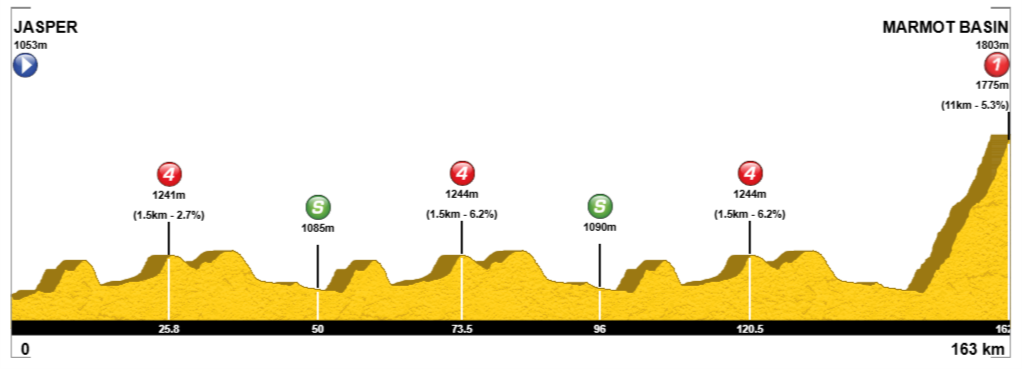 JASPER
1053m
MARMOT BASIN
1803m
1
1775m
(11km - 5.3%)
4
1241m
(1.5km - 2.7%)
S
1085m
4
1244m
(1.5km - 6.2%)
S
1090m
4
1244m
(1.5km - 6.2%)
25.8
50
73.5
96
120.5
162
0
163 km